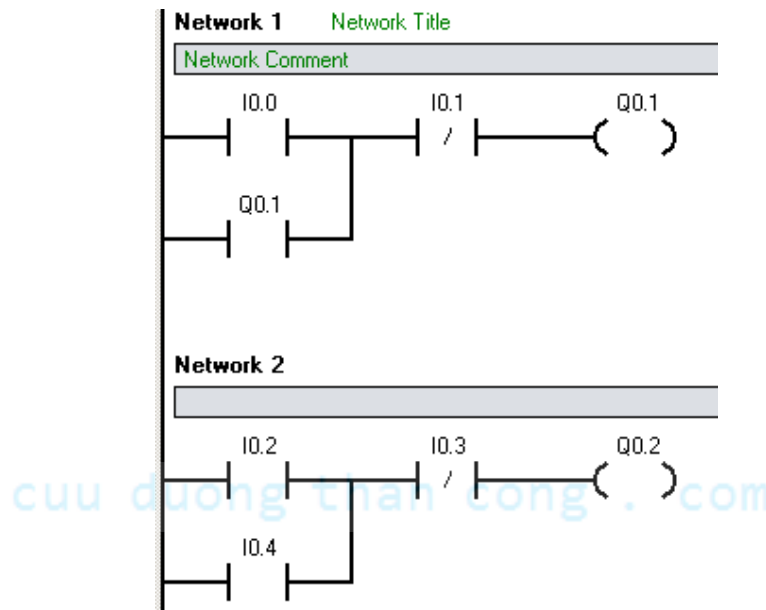 Network 1 Network Title
Network Comment
I0.0 I0.1 Q0.1
/
Q0.1
Network 2
I0.2 I0.3 Q0.2
/
cuu duong than cong . com
I0.4